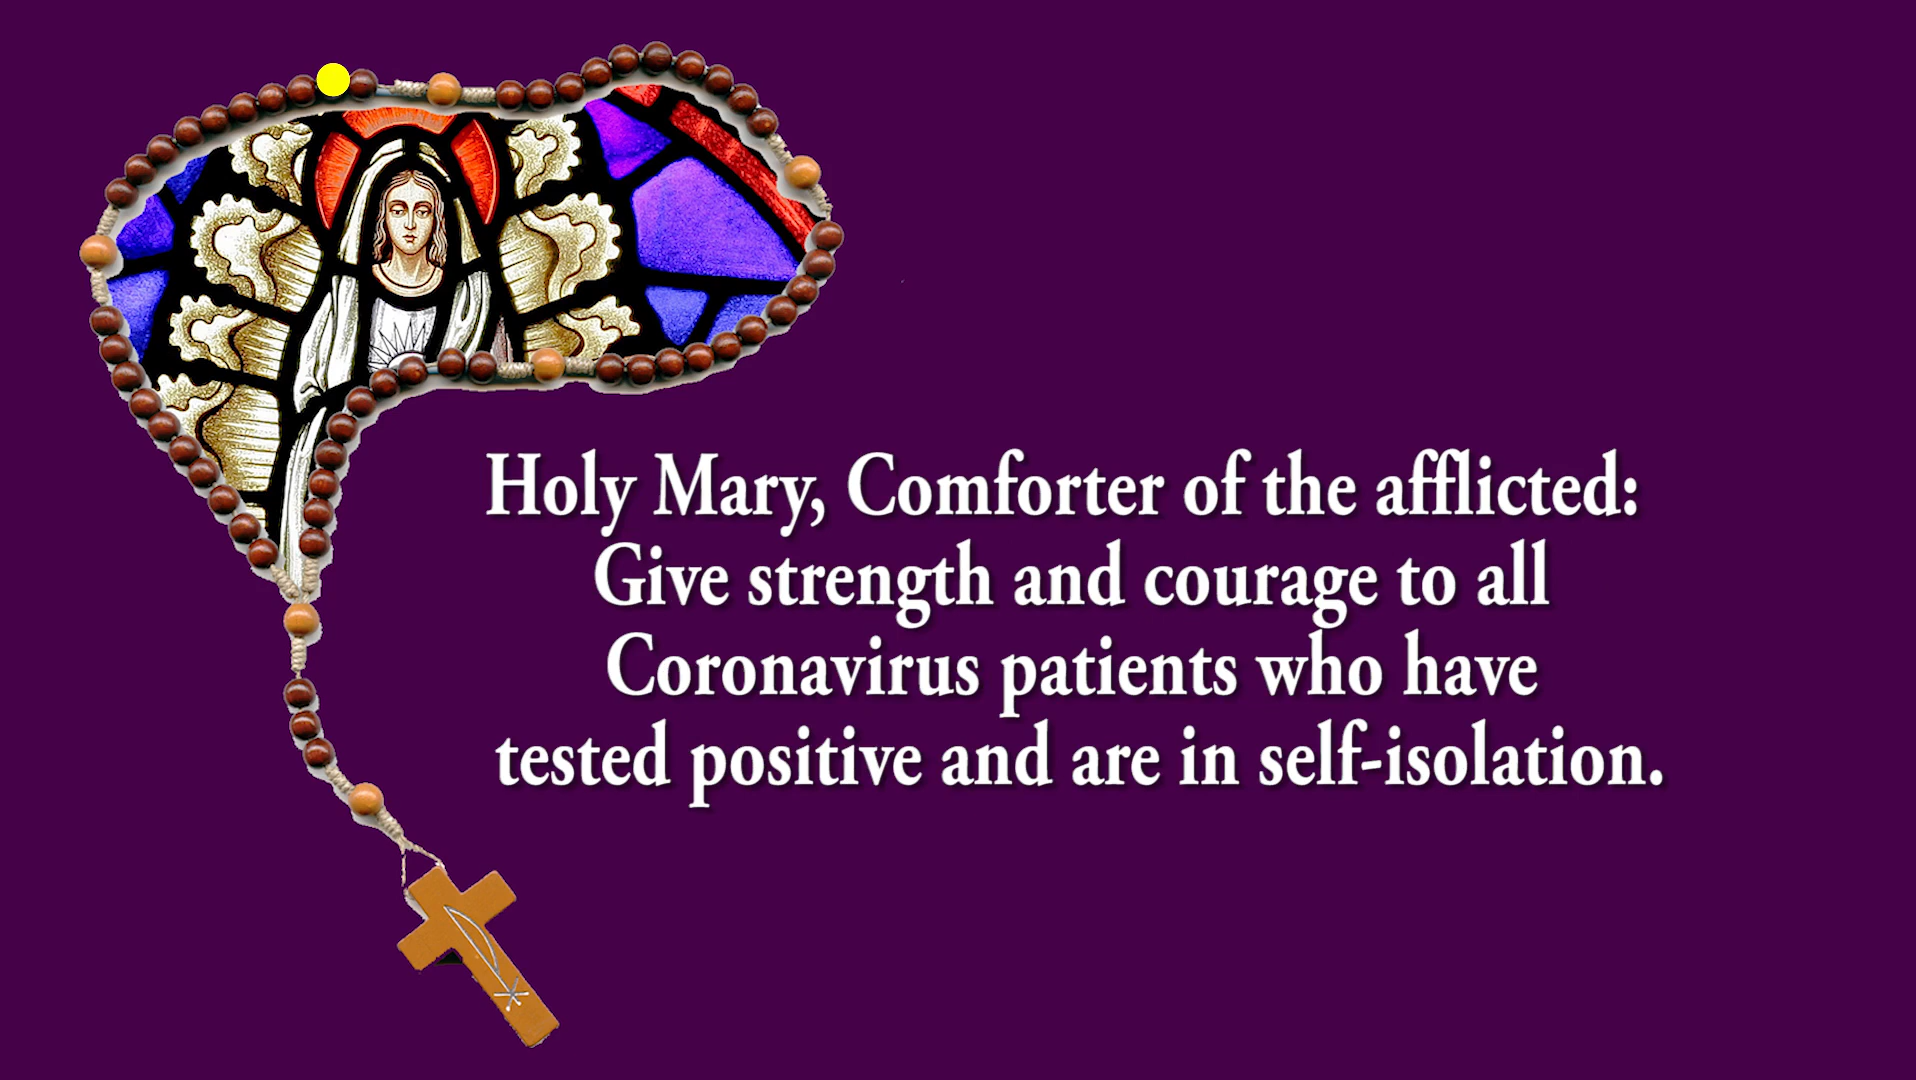 Holy Mary, Comforter of the afflicted:
Give strength and courage to all
Coronavirus patients who have
tested positive and are in self-isolation.